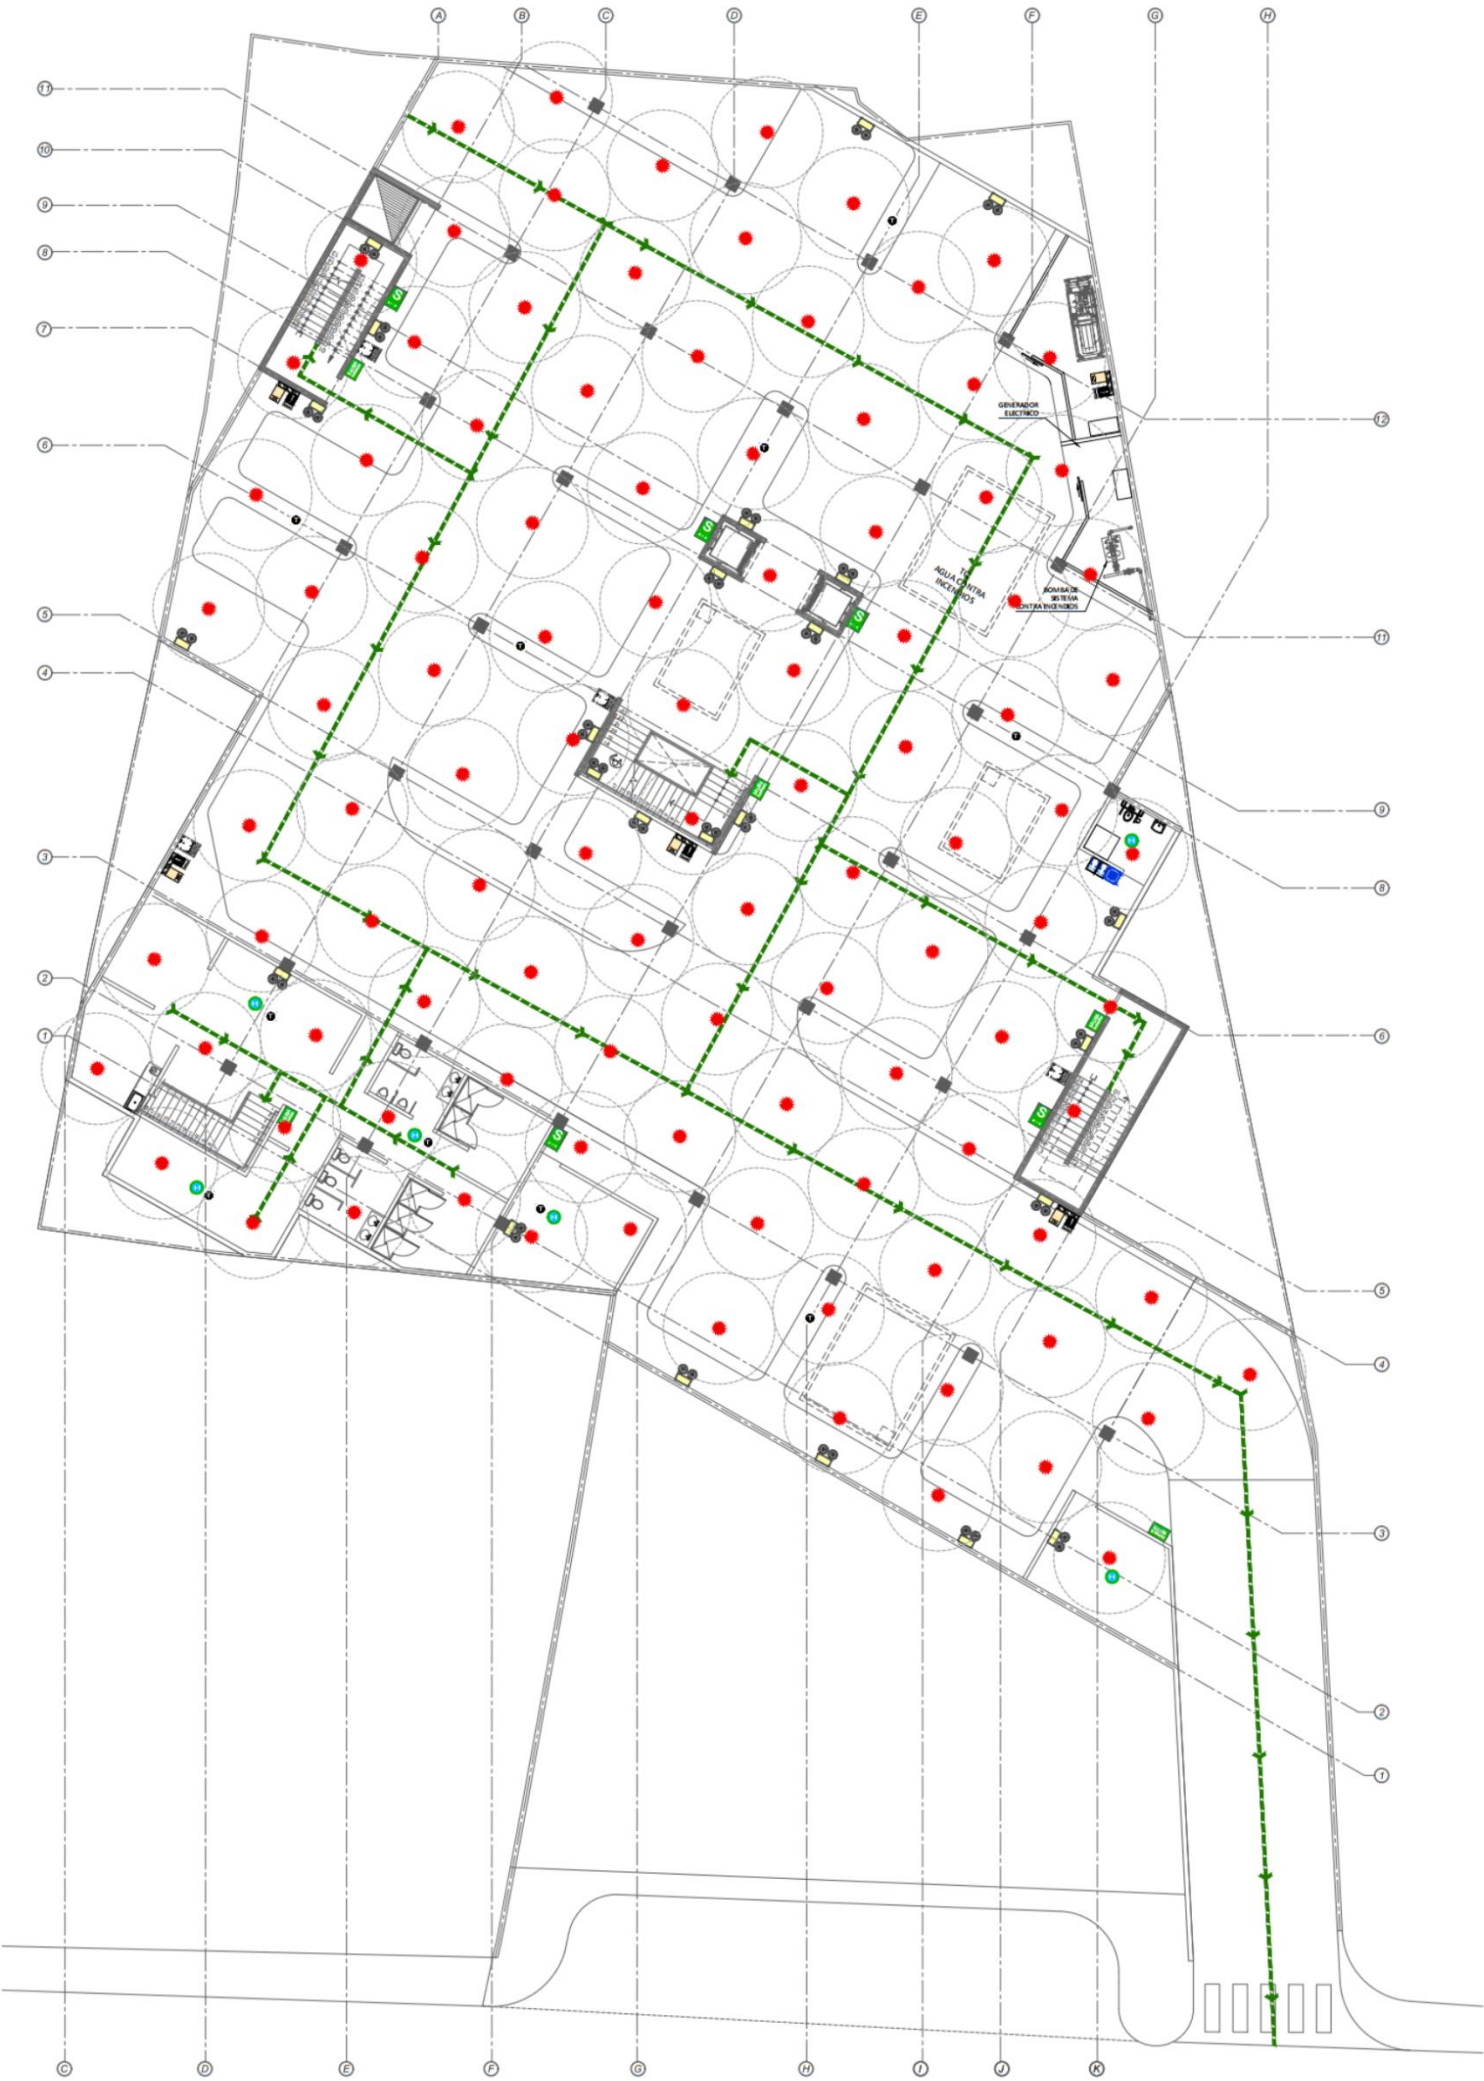 A
B
C
D
E
F
G
H
11
10
9
8
7
6
5
4
3
2
1
GENERADOR
ELECTRICO
AGUA CONTRA
INCENDIOS
BOMBA DE
SISTEMA
CONTRA INCENDIOS
S
S
S
S
S
T
T
T
T
T
T
T
T
T
H
H
H
H
H
H
12
11
9
8
6
5
4
3
2
1
C
D
E
F
G
H
I
J
K